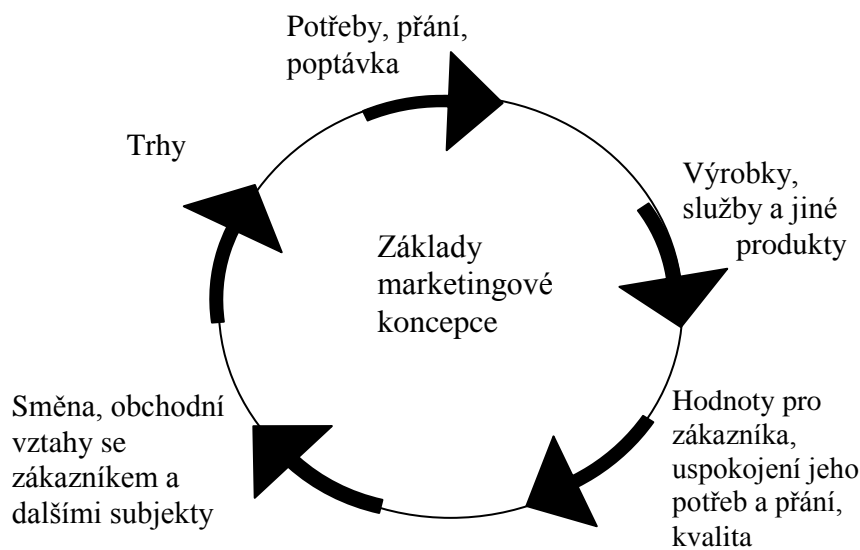 Potřeby, přání,
poptávka
Trhy
Výrobky,
služby a jiné
produkty
Základy
marketingové
koncepce
Hodnoty pro
zákazníka,
uspokojení jeho
potřeb a přání,
kvalita
Směna, obchodní
vztahy se
zákazníkem a
dalšími subjekty